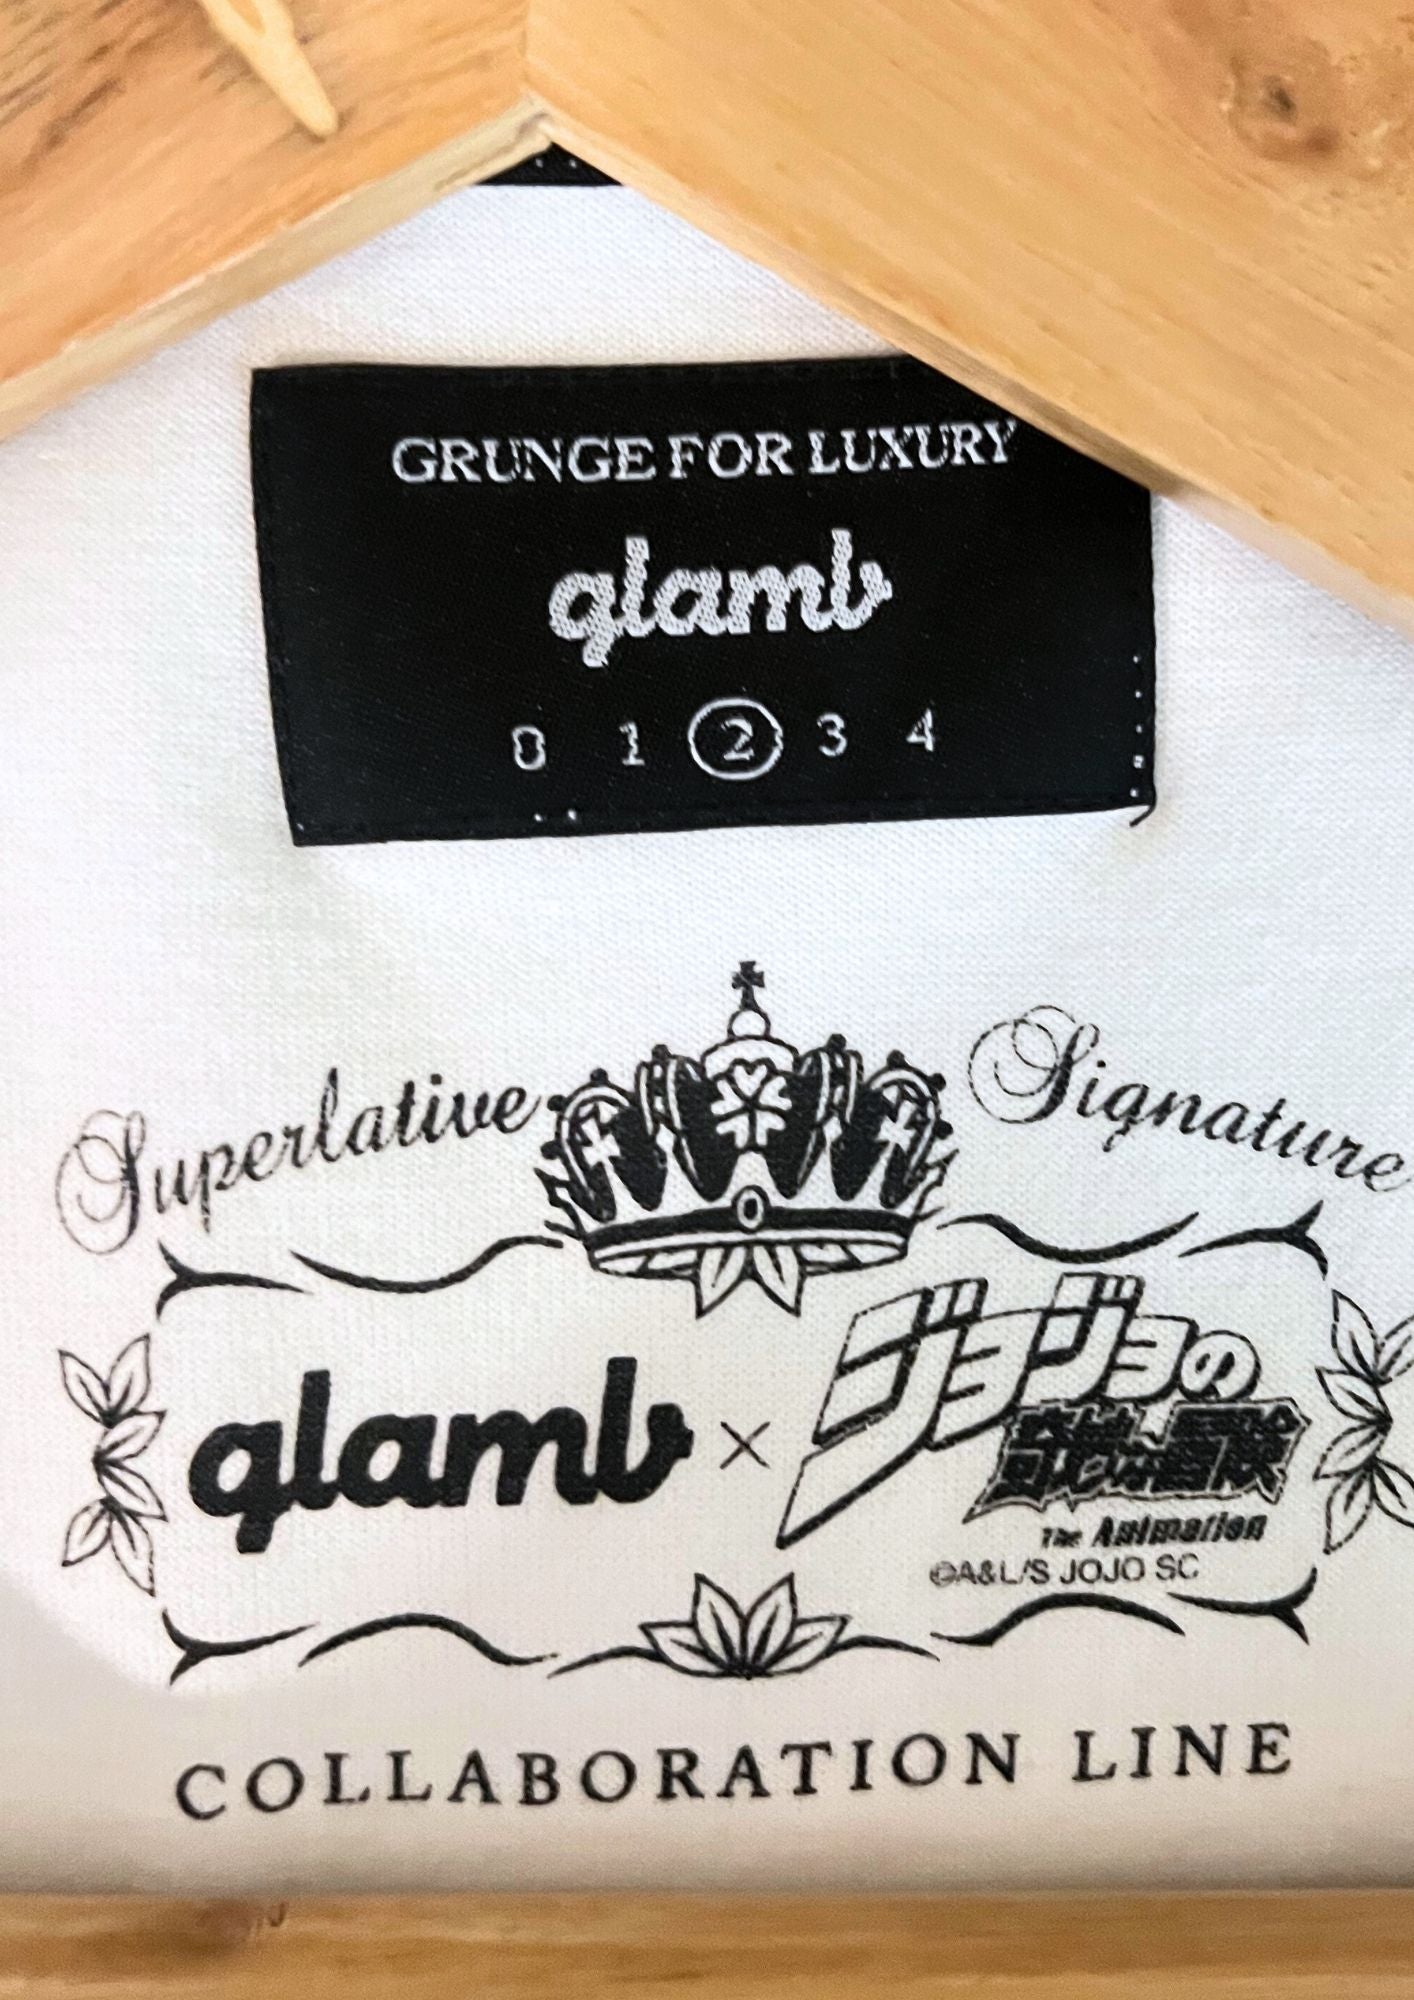 GRUNGE FOR LUXURY
glamb
0 1 2 3 4
Superlative Signature
glamb × ジョジョの
奇妙な冒険
The Animation
©A&L/S JOJO SC
COLLABORATION LINE